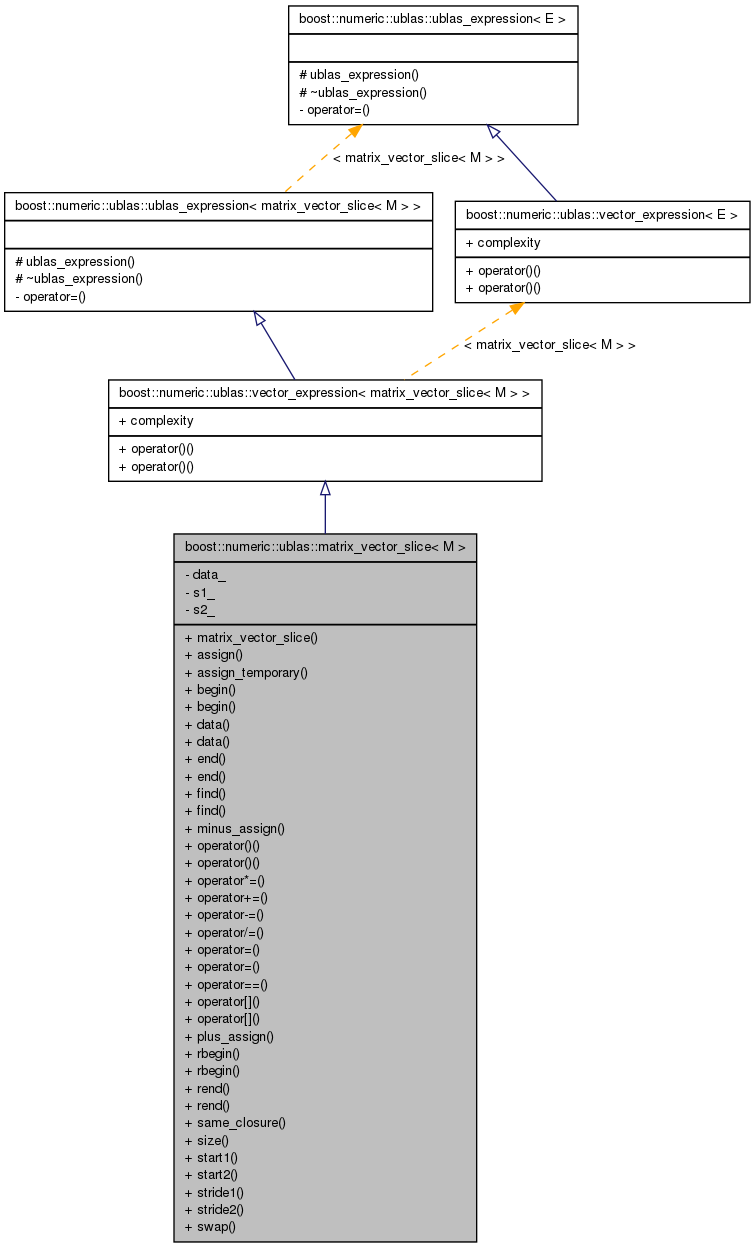 boost::numeric::ublas::ublas_expression< E >
# ublas_expression()
# ~ublas_expression()
- operator=()
< matrix_vector_slice< M > >
boost::numeric::ublas::ublas_expression< matrix_vector_slice< M > >
# ublas_expression()
# ~ublas_expression()
- operator=()
boost::numeric::ublas::vector_expression< E >
+ complexity
+ operator()()
+ operator()()
< matrix_vector_slice< M > >
boost::numeric::ublas::vector_expression< matrix_vector_slice< M > >
+ complexity
+ operator()()
+ operator()()
boost::numeric::ublas::matrix_vector_slice< M >
- data_
- s1_
- s2_
+ matrix_vector_slice()
+ assign()
+ assign_temporary()
+ begin()
+ begin()
+ data()
+ data()
+ end()
+ end()
+ find()
+ find()
+ minus_assign()
+ operator()()
+ operator()()
+ operator*=()
+ operator+=()
+ operator-=()
+ operator/=()
+ operator=()
+ operator=()
+ operator==()
+ operator[]()
+ operator[]()
+ plus_assign()
+ rbegin()
+ rbegin()
+ rend()
+ rend()
+ same_closure()
+ size()
+ start1()
+ start2()
+ stride1()
+ stride2()
+ swap()